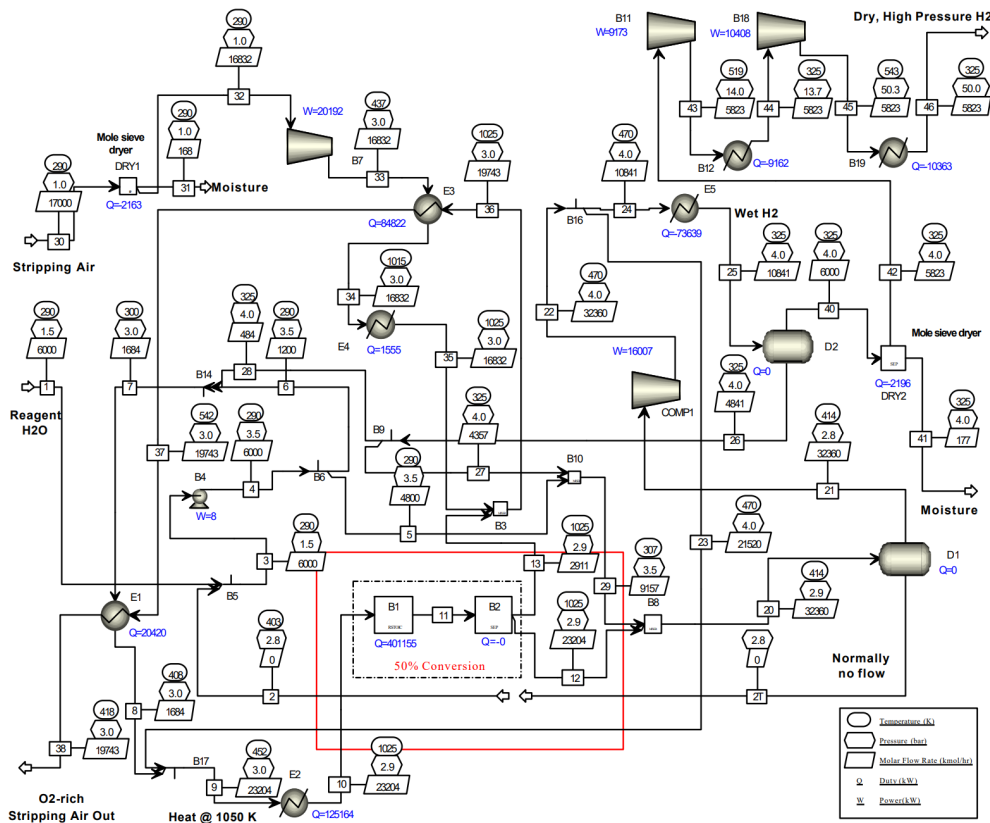 B11
W=9173
B18
W=10408
Dry, High Pressure H2
290
1.0
16832
32
W=20192
B7
437
3.0
16832
33
Mole sieve
dryer
DRY1
Q=-2163
290
1.0
168
31
Moisture
290
1.0
17000
30
Stripping Air
E3
Q=84822
1025
3.0
19743
36
470
4.0
10841
24
B16
E5
Q=-73639
519
14.0
5823
43
B12
Q=-9162
325
13.7
5823
44
543
50.3
5823
45
B19
Q=-10363
325
50.0
5823
46
Wet H2
325
4.0
10841
25
325
4.0
6000
40
325
4.0
5823
42
290
1.5
6000
1
Reagent
H2O
300
3.0
1684
7
325
4.0
484
28
B14
290
3.5
1200
6
1015
3.0
16832
34
E4
Q=1555
1025
3.0
16832
35
470
4.0
32360
22
W=16007
COMP1
D2
Q=0
Mole sieve dryer
SEP
Q=-2196
DRY2
325
4.0
177
41
Moisture
542
3.0
19743
37
290
3.5
6000
4
B4
W=8
B6
B9
325
4.0
4357
27
325
4.0
4841
26
414
2.8
32360
21
290
3.5
4800
5
B10
B3
290
1.5
6000
3
B5
1025
2.9
2911
13
307
3.5
9157
29
B8
470
4.0
21520
23
D1
Q=0
414
2.9
32360
20
E1
Q=20420
B1
11
B2
SEP
Q=401155
Q=-0
50% Conversion
1025
2.9
23204
12
403
2.8
0
2
2.8
0
2T
Normally
no flow
408
3.0
1684
8
418
3.0
19743
38
O2-rich
Stripping Air Out
B17
452
3.0
23204
9
Heat @ 1050 K
E2
Q=125164
1025
2.9
23204
10
Temperature (K)
Pressure (bar)
Molar Flow Rate (kmol/hr)
Q Duty (kW)
W Power(kW)